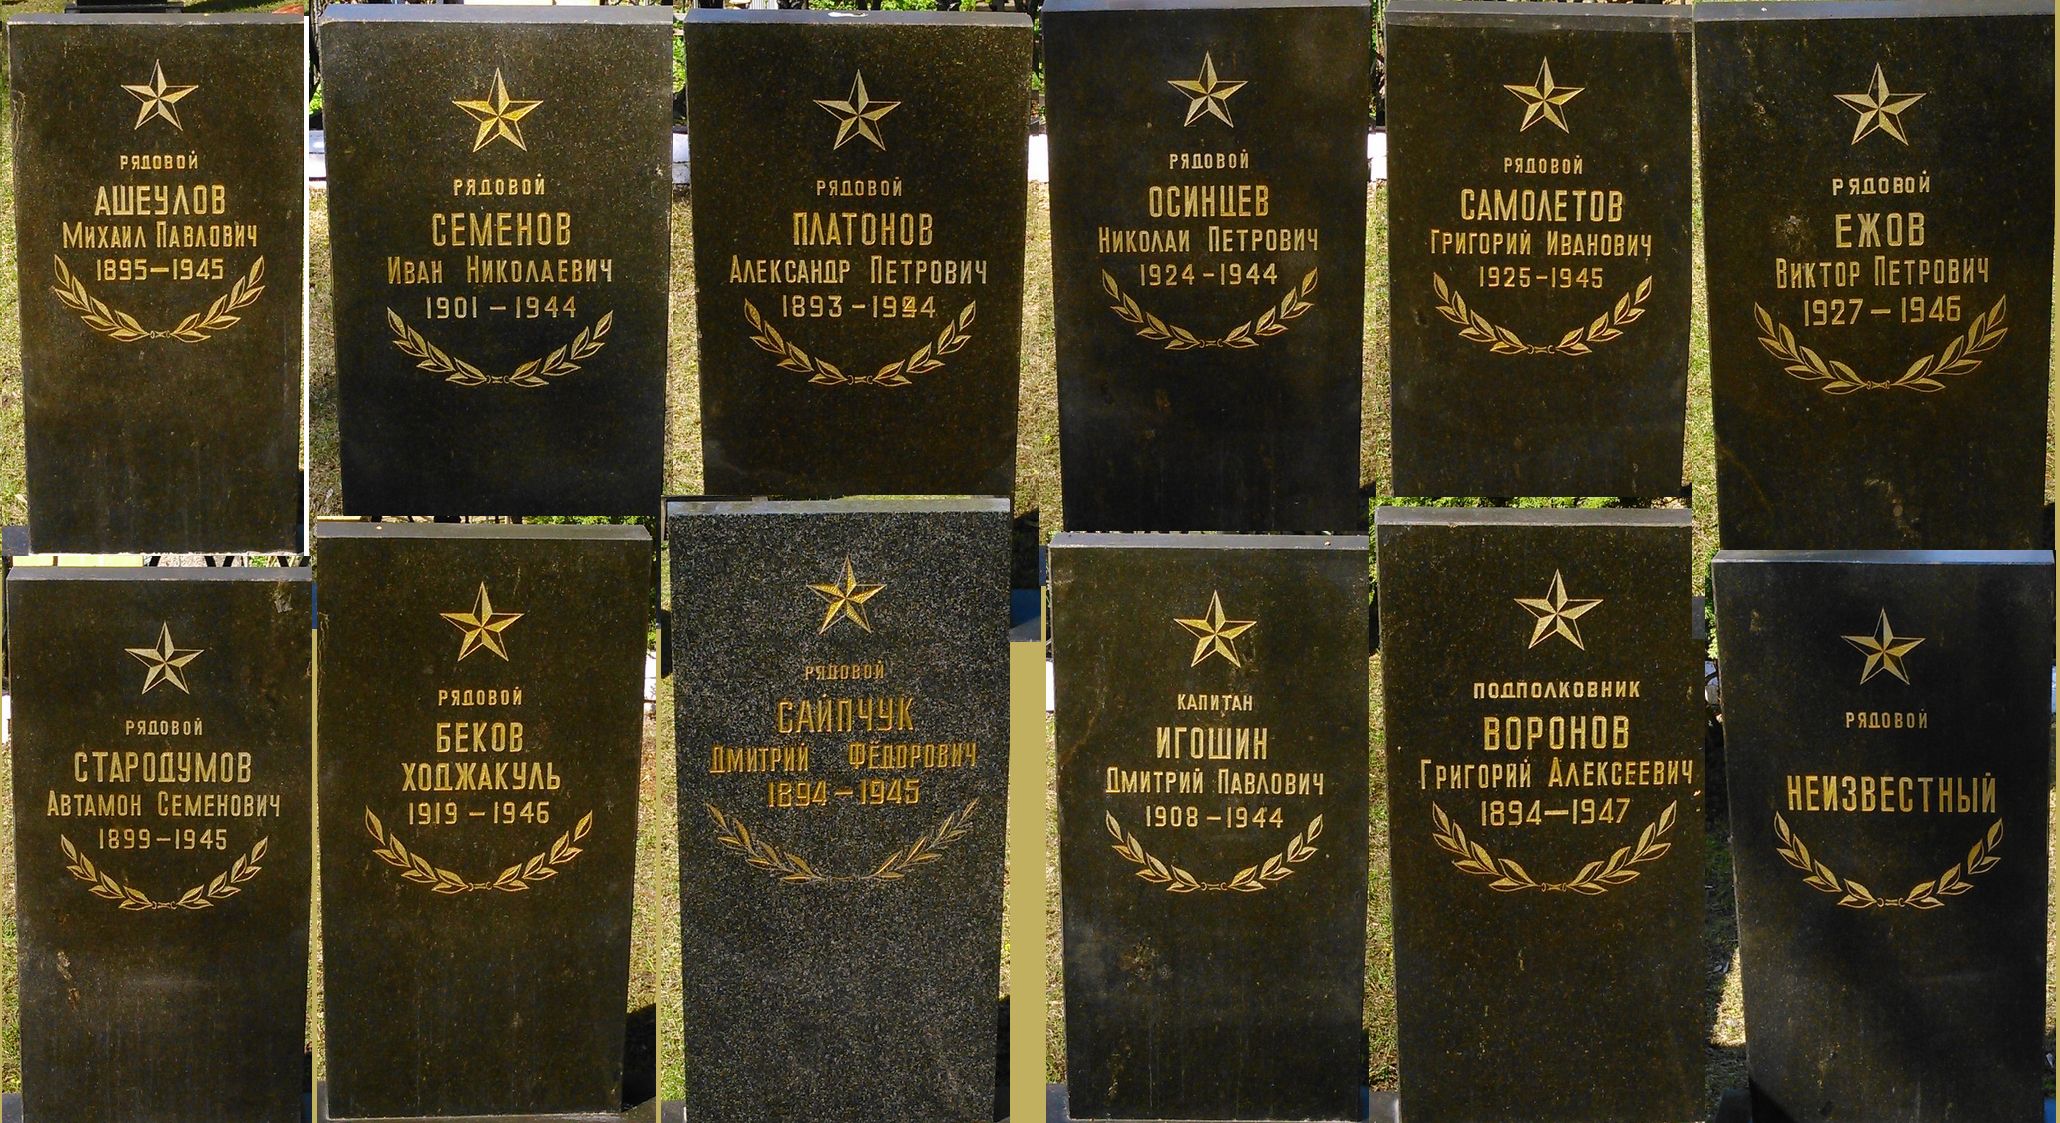 РЯДОВОЙ
АШЕУЛОВ
МИХАИЛ ПАВЛОВИЧ
1895-1945
РЯДОВОЙ
СЕМЕНОВ
ИВАН НИКОЛАЕВИЧ
1901-1944
РЯДОВОЙ
ПЛАТОНОВ
АЛЕКСАНДР ПЕТРОВИЧ
1893-1944
РЯДОВОЙ
ОСИНЦЕВ
НИКОЛАИ ПЕТРОВИЧ
1924-1944
РЯДОВОЙ
САМОЛЕТОВ
ГРИГОРИЙ ИВАНОВИЧ
1925-1945
РЯДОВОЙ
ЕЖОВ
ВИКТОР ПЕТРОВИЧ
1927-1946
РЯДОВОЙ
СТАРОДУМОВ
АВТАМОН СЕМЕНОВИЧ
1899-1945
РЯДОВОЙ
БЕКОВ
ХОДЖАКУЛЬ
1919-1946
РЯДОВОЙ
САЙПЧУК
ДМИТРИЙ ФЁДОРОВИЧ
1894-1945
КАПИТАН
ИГОШИН
ДМИТРИЙ ПАВЛОВИЧ
1908-1944
ПОДПОЛКОВНИК
ВОРОНОВ
ГРИГОРИЙ АЛЕКСЕЕВИЧ
1894-1947
РЯДОВОЙ
НЕИЗВЕСТНЫЙ